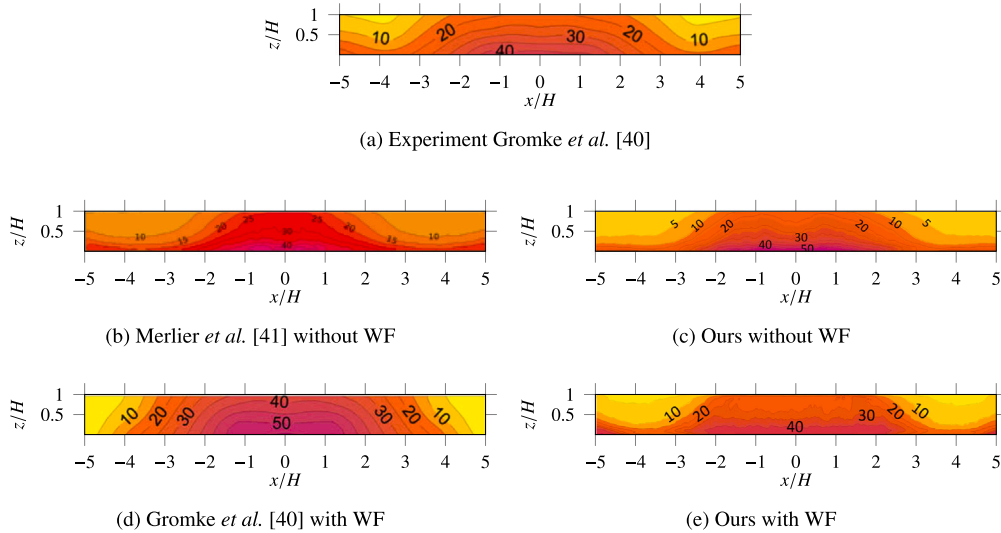 1
0.5
z/H
10 20 30 20 10
40
−5 −4 −3 −2 −1 0 1 2 3 4 5
x/H
(a) Experiment Gromke et al. [40]
1
0.5
z/H
25 25
20 20
10 15 30 15 10
40
−5 −4 −3 −2 −1 0 1 2 3 4 5
x/H
(b) Merlier et al. [41] without WF
1
0.5
z/H
5 10 20 20 10 5
30
40 50
−5 −4 −3 −2 −1 0 1 2 3 4 5
x/H
(c) Ours without WF
1
0.5
z/H
40
10 20 30 30 20 10
50
−5 −4 −3 −2 −1 0 1 2 3 4 5
x/H
(d) Gromke et al. [40] with WF
1
0.5
z/H
10 20 30 20 10
40
−5 −4 −3 −2 −1 0 1 2 3 4 5
x/H
(e) Ours with WF